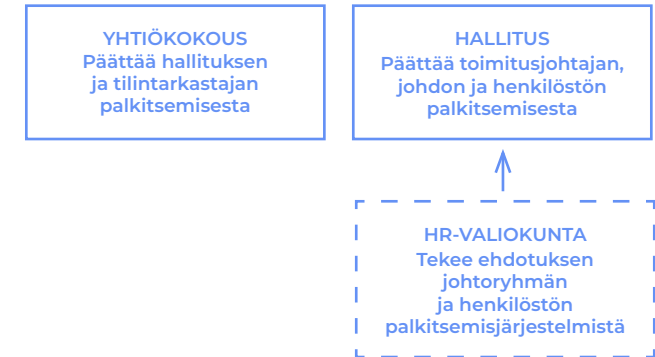 YHTIÖKOKOUS
Päättää hallituksen
ja tilintarkastajan
palkitsemisesta
HALLITUS
Päättää toimitusjohtajan,
johdon ja henkilöstön
palkitsemisesta
HR-VALIOKUNTA
Tekee ehdotuksen
johtoryhmän
ja henkilöstön
palkitsemisjärjestelmistä